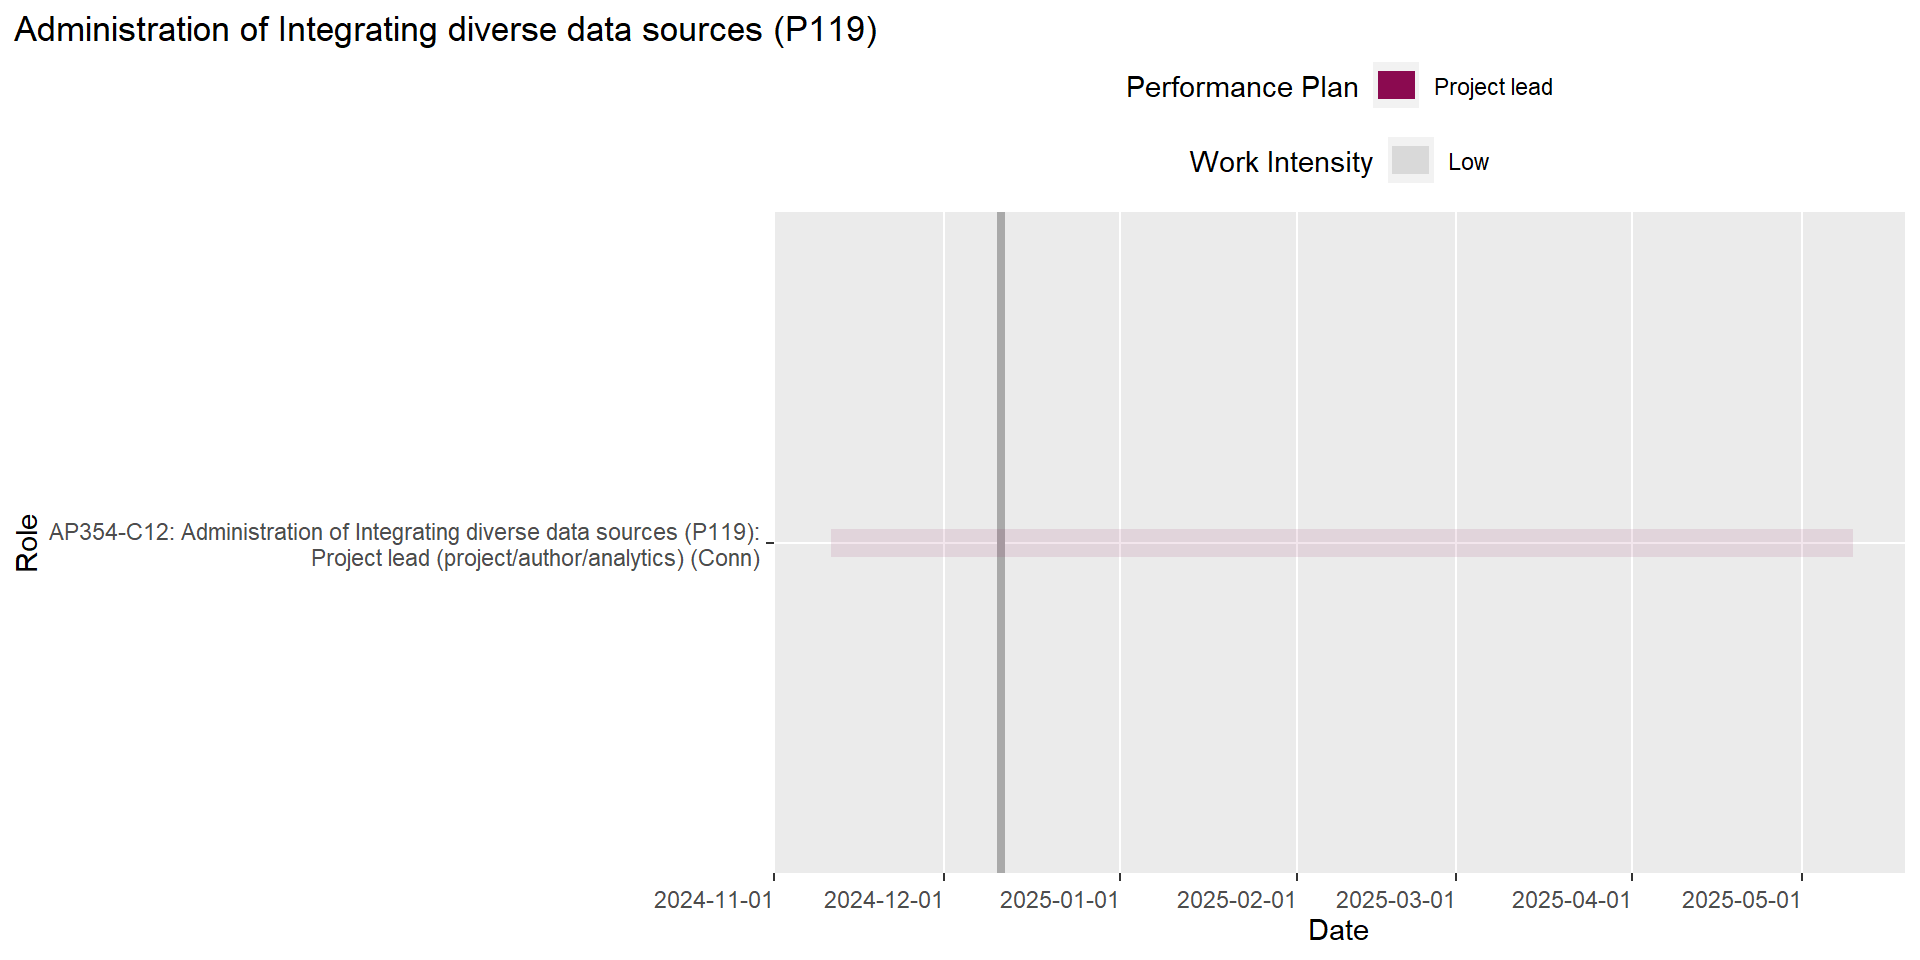 Administration of Integrating diverse data sources (P119)
Performance Plan
Project lead
Work Intensity
Low
Role
AP354-C12: Administration of Integrating diverse data sources (P119):
Project lead (project/author/analytics) (Conn)
2024-11-01
2024-12-01
2025-01-01
2025-02-01
2025-03-01
2025-04-01
2025-05-01
Date